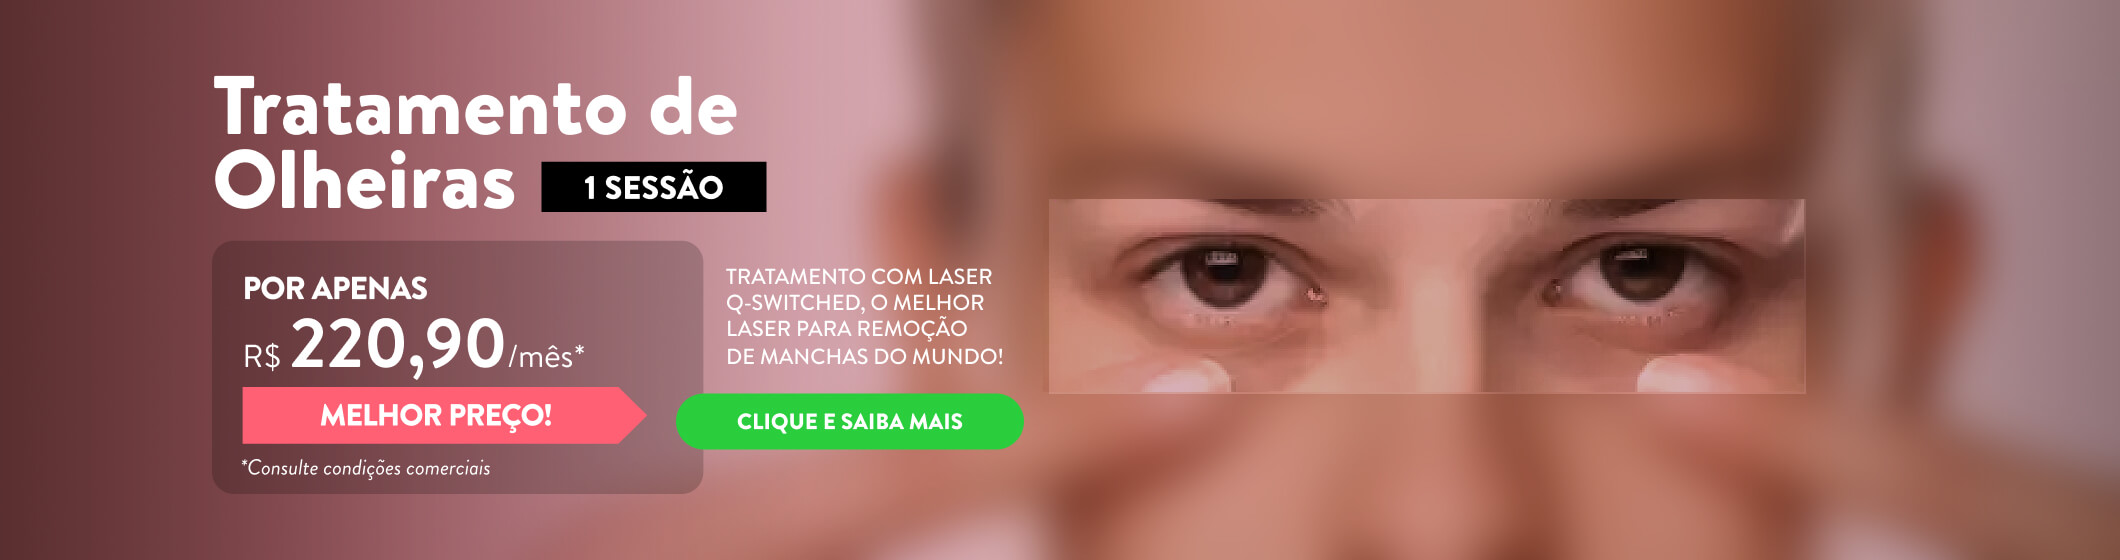 Tratamento de
Olheiras
1 SESSÃO
POR APENAS
R$ 220,90/mês*
MELHOR PREÇO!
*Consulte condições comerciais
TRATAMENTO COM LASER
Q-SWITCHED, O MELHOR
LASER PARA REMOÇÃO
DE MANCHAS DO MUNDO!
CLIQUE E SAIBA MAIS